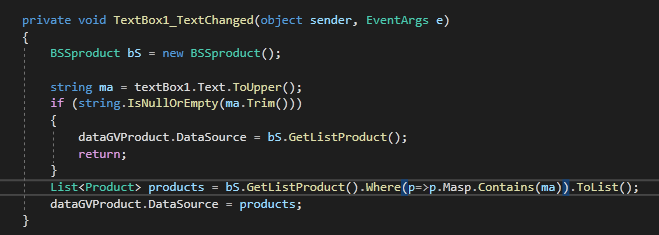 private void TextBox1_TextChanged(object sender, EventArgs e)
{
BSSproduct bS = new BSSproduct();
string ma = textBox1.Text.ToUpper();
if (string.IsNullOrEmpty(ma.Trim()))
{
dataGVProduct.DataSource = bS.GetListProduct();
return;
}
List<Product> products = bS.GetListProduct().Where(p=>p.Masp.Contains(ma)).ToList();
dataGVProduct.DataSource = products;
}